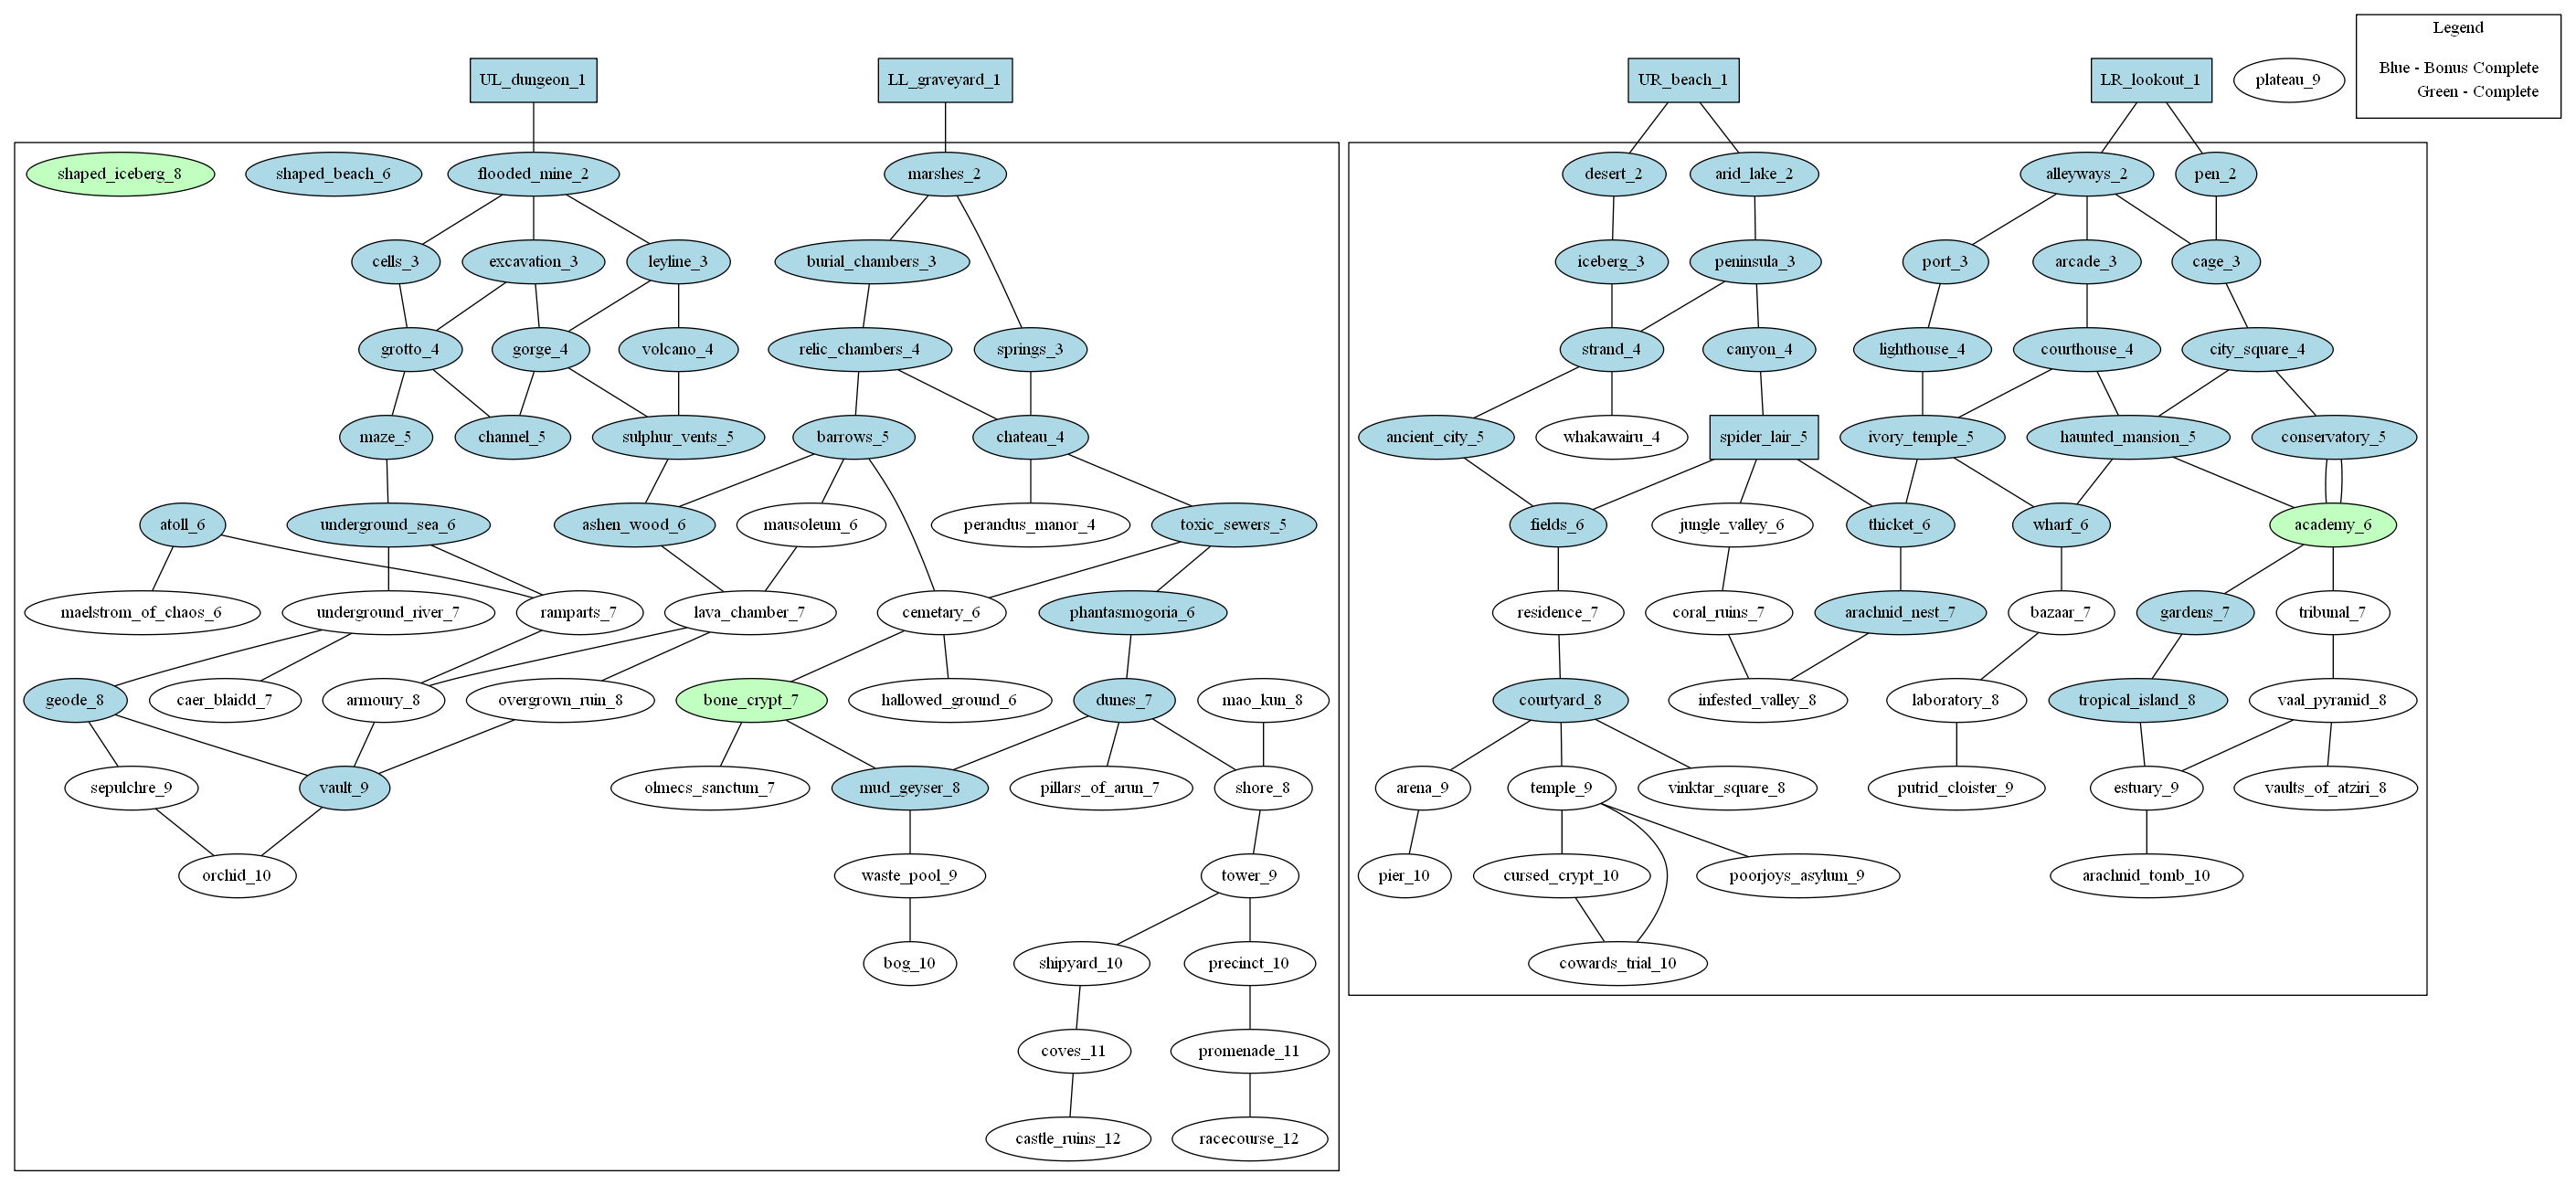 Legend
Blue - Bonus Complete
Green - Complete
UL_dungeon_1
LL_graveyard_1
UR_beach_1
LR_lookout_1
plateau_9
shaped_iceberg_8
shaped_beach_6
flooded_mine_2
marshes_2
desert_2
arid_lake_2
alleyways_2
pen_2
cells_3
excavation_3
leyline_3
burial_chambers_3
iceberg_3
peninsula_3
port_3
arcade_3
cage_3
grotto_4
gorge_4
volcano_4
relic_chambers_4
springs_3
strand_4
canyon_4
lighthouse_4
courthouse_4
city_square_4
maze_5
channel_5
sulphur_vents_5
barrows_5
chateau_4
ancient_city_5
whakawairu_4
spider_lair_5
ivory_temple_5
haunted_mansion_5
conservatory_5
atoll_6
underground_sea_6
ashen_wood_6
mausoleum_6
perandus_manor_4
toxic_sewers_5
fields_6
jungle_valley_6
thicket_6
wharf_6
academy_6
maelstrom_of_chaos_6
underground_river_7
ramparts_7
lava_chamber_7
cemetary_6
phantasmogoria_6
residence_7
coral_ruins_7
arachnid_nest_7
bazaar_7
gardens_7
tribunal_7
geode_8
caer_blaidd_7
armoury_8
overgrown_ruin_8
bone_crypt_7
hallowed_ground_6
dunes_7
mao_kun_8
courtyard_8
infested_valley_8
laboratory_8
tropical_island_8
vaal_pyramid_8
sepulchre_9
vault_9
olmecs_sanctum_7
mud_geyser_8
pillars_of_arun_7
shore_8
arena_9
temple_9
vinktar_square_8
putrid_cloister_9
estuary_9
vaults_of_atziri_8
orchid_10
waste_pool_9
tower_9
pier_10
cursed_crypt_10
poorjoys_asylum_9
arachnid_tomb_10
bog_10
shipyard_10
precinct_10
cowards_trial_10
coves_11
promenade_11
castle_ruins_12
racecourse_12